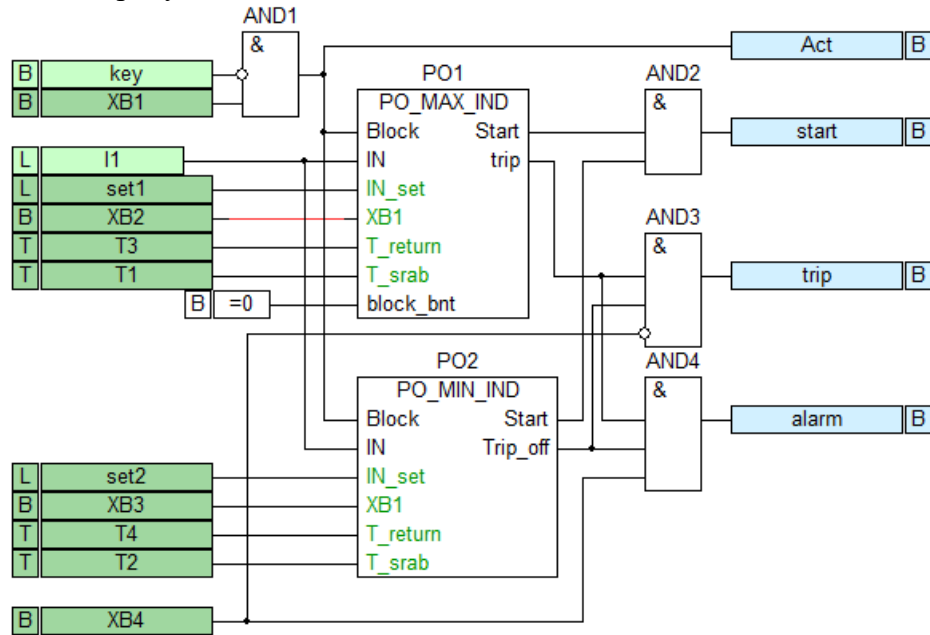 AND1
&
Act B
B key
PO1
AND2
B XB1
PO_MAX_IND
&
Block Start
start B
L I1
IN trip
L set1
IN_set
AND3
B XB2
XB1
&
T T3
T_return
T T1
T_srab
trip B
B =0
block_bnt
PO2
AND4
PO_MIN_IND
&
Block Start
alarm B
IN Trip_off
L set2
IN_set
B XB3
XB1
T T4
T_return
T T2
T_srab
B XB4